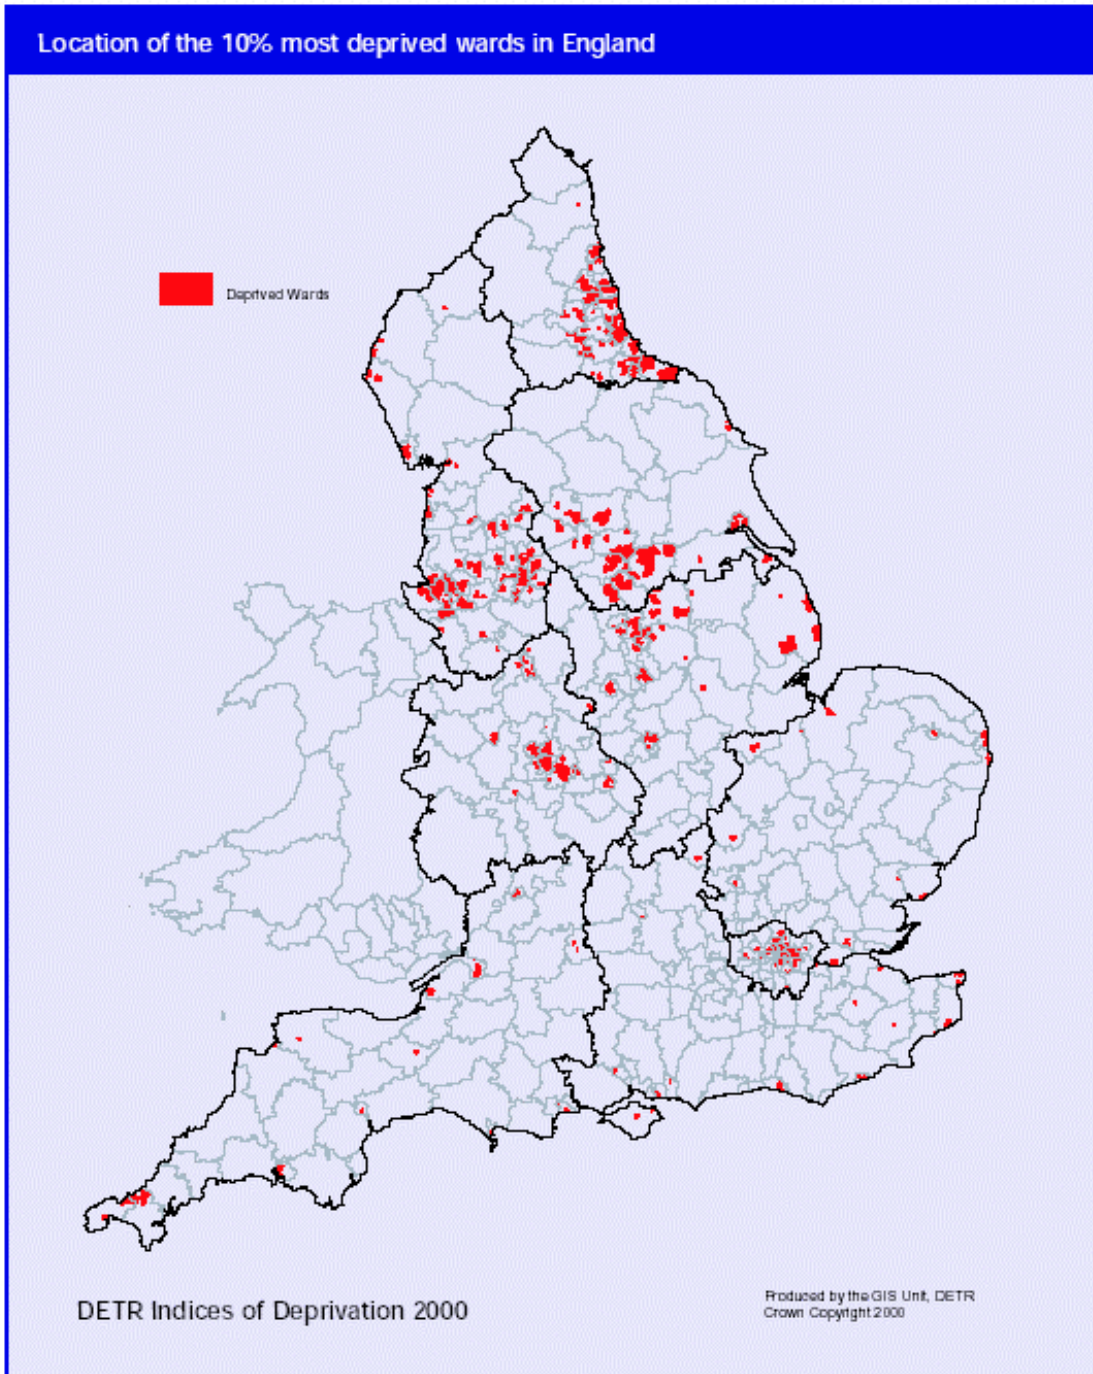 Location of the 10% most deprived wards in England
Deprived Wards
DETR Indices of Deprivation 2000
Produced by the GIS Unit, DETR
Crown Copyright 2000